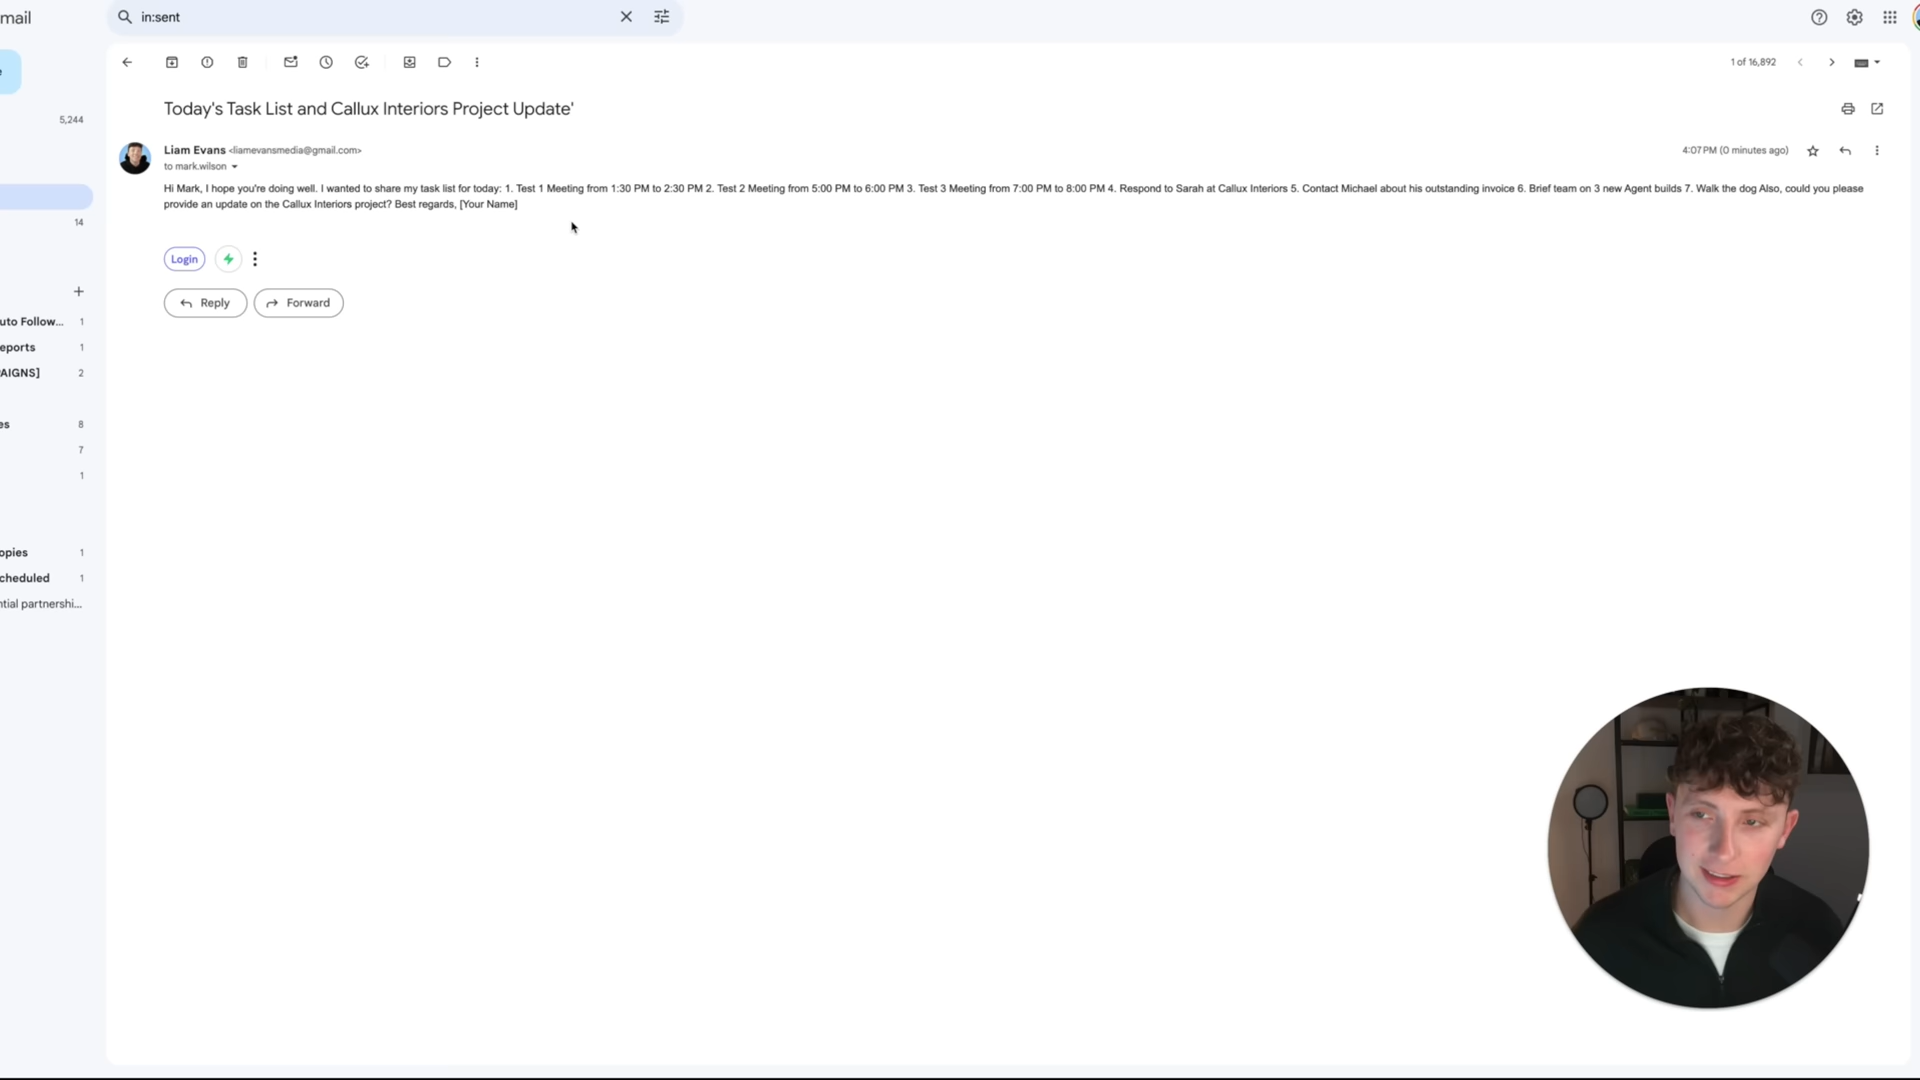 mail
in:sent
1 of 16,892
Today's Task List and Callux Interiors Project Update'
5,244
Liam Evans <liamevansmedia@gmail.com>
4:07 PM (0 minutes ago)
to mark.wilson
Hi Mark, I hope you're doing well. I wanted to share my task list for today: 1. Test 1 Meeting from 1:30 PM to 2:30 PM 2. Test 2 Meeting from 5:00 PM to 6:00 PM 3. Test 3 Meeting from 7:00 PM to 8:00 PM 4. Respond to Sarah at Callux Interiors 5. Contact Michael about his outstanding invoice 6. Brief team on 3 new Agent builds 7. Walk the dog Also, could you please
provide an update on the Callux Interiors project? Best regards, [Your Name]
14
Login
Reply
Forward
uto Follow... 1
eports 1
AIGNS] 2
es 8
7
1
opies 1
cheduled 1
ntial partnershi...